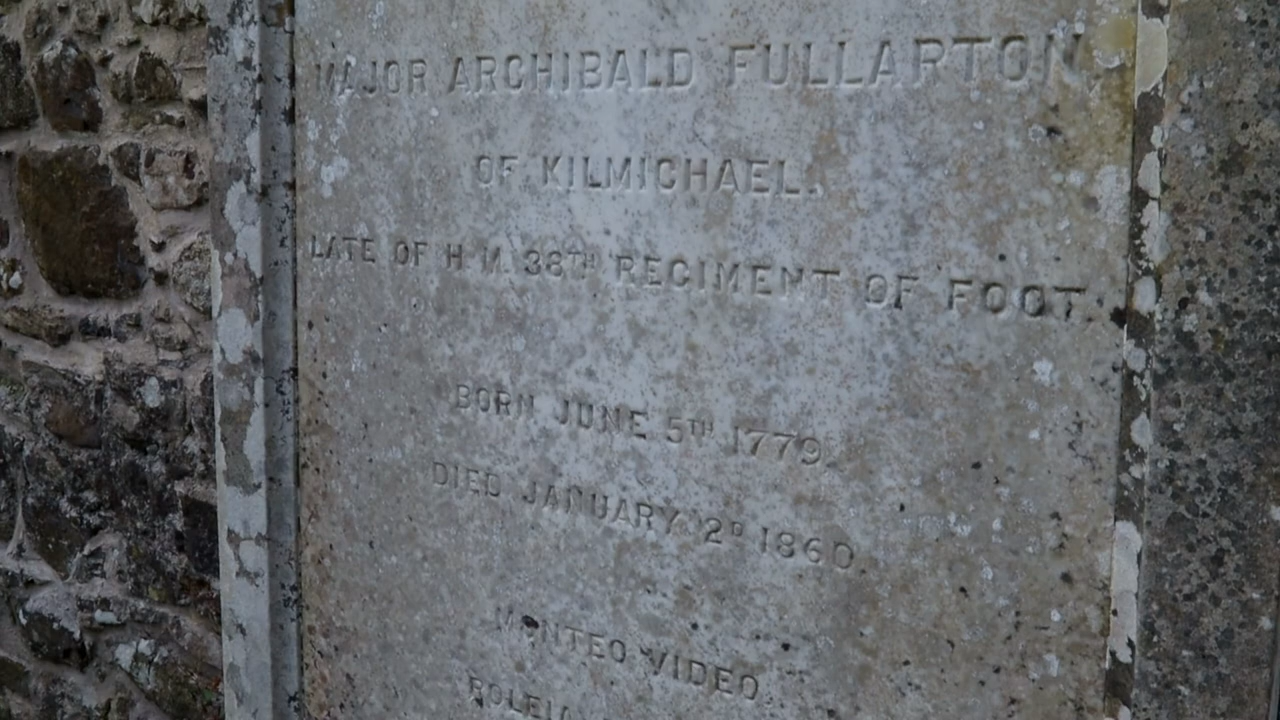 MAJOR ARCHIBALD FULLARTON,
OF KILMICHAEL.
LATE OF H.M. 38TH REGIMENT OF FOOT.
BORN JUNE 5TH 1779.
DIED JANUARY 2D 1860.
MONTEO VIDEO.
ROLEIA